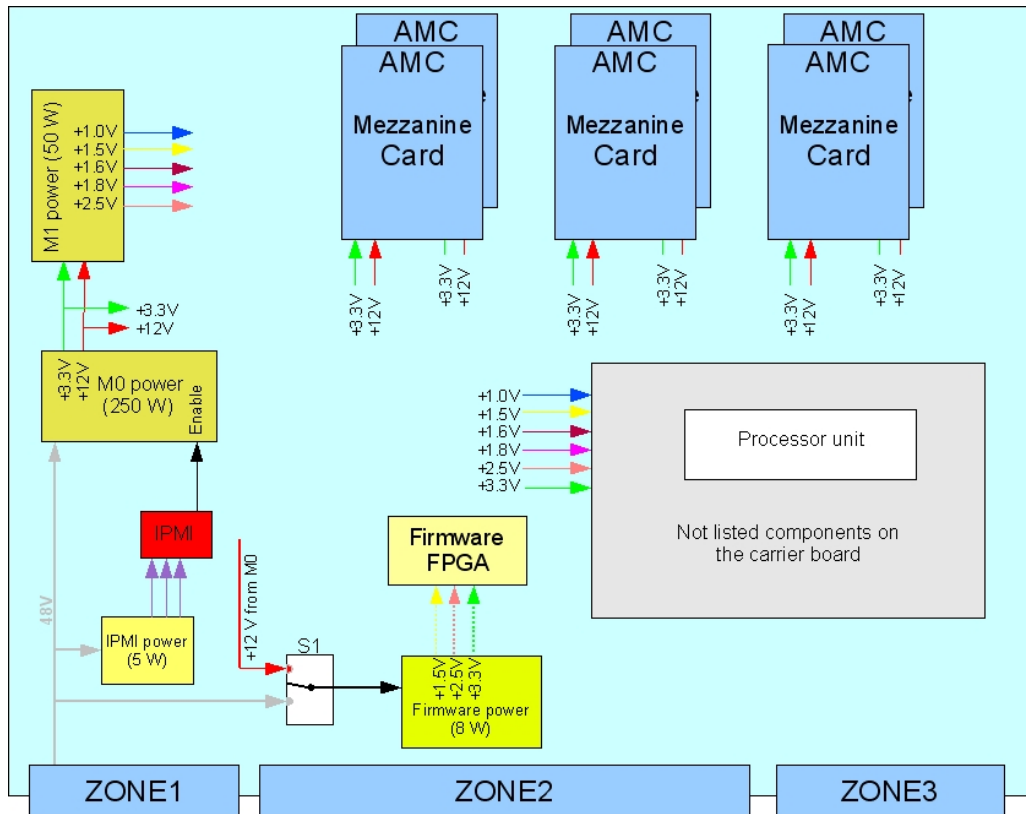 AMC
AMC
Mezzanine
Card
AMC
AMC
Mezzanine
Card
AMC
AMC
Mezzanine
Card
M1 power (50 W)
+1.0V
+1.5V
+1.6V
+1.8V
+2.5V
+3.3V
+12V
+3.3V
+12V
+3.3V
+12V
+3.3V
+12V
+3.3V
+12V
+3.3V
+12V
+3.3V
+12V
+3.3V
+12V
M0 power
(250 W)
Enable
+1.0V
+1.5V
+1.6V
+1.8V
+2.5V
+3.3V
Processor unit
Not listed components on
the carrier board
IPMI
Firmware
FPGA
48V
+12 V from M0
IPMI power
(5 W)
S1
+1.5V
+2.5V
+3.3V
Firmware power
(8 W)
ZONE1
ZONE2
ZONE3